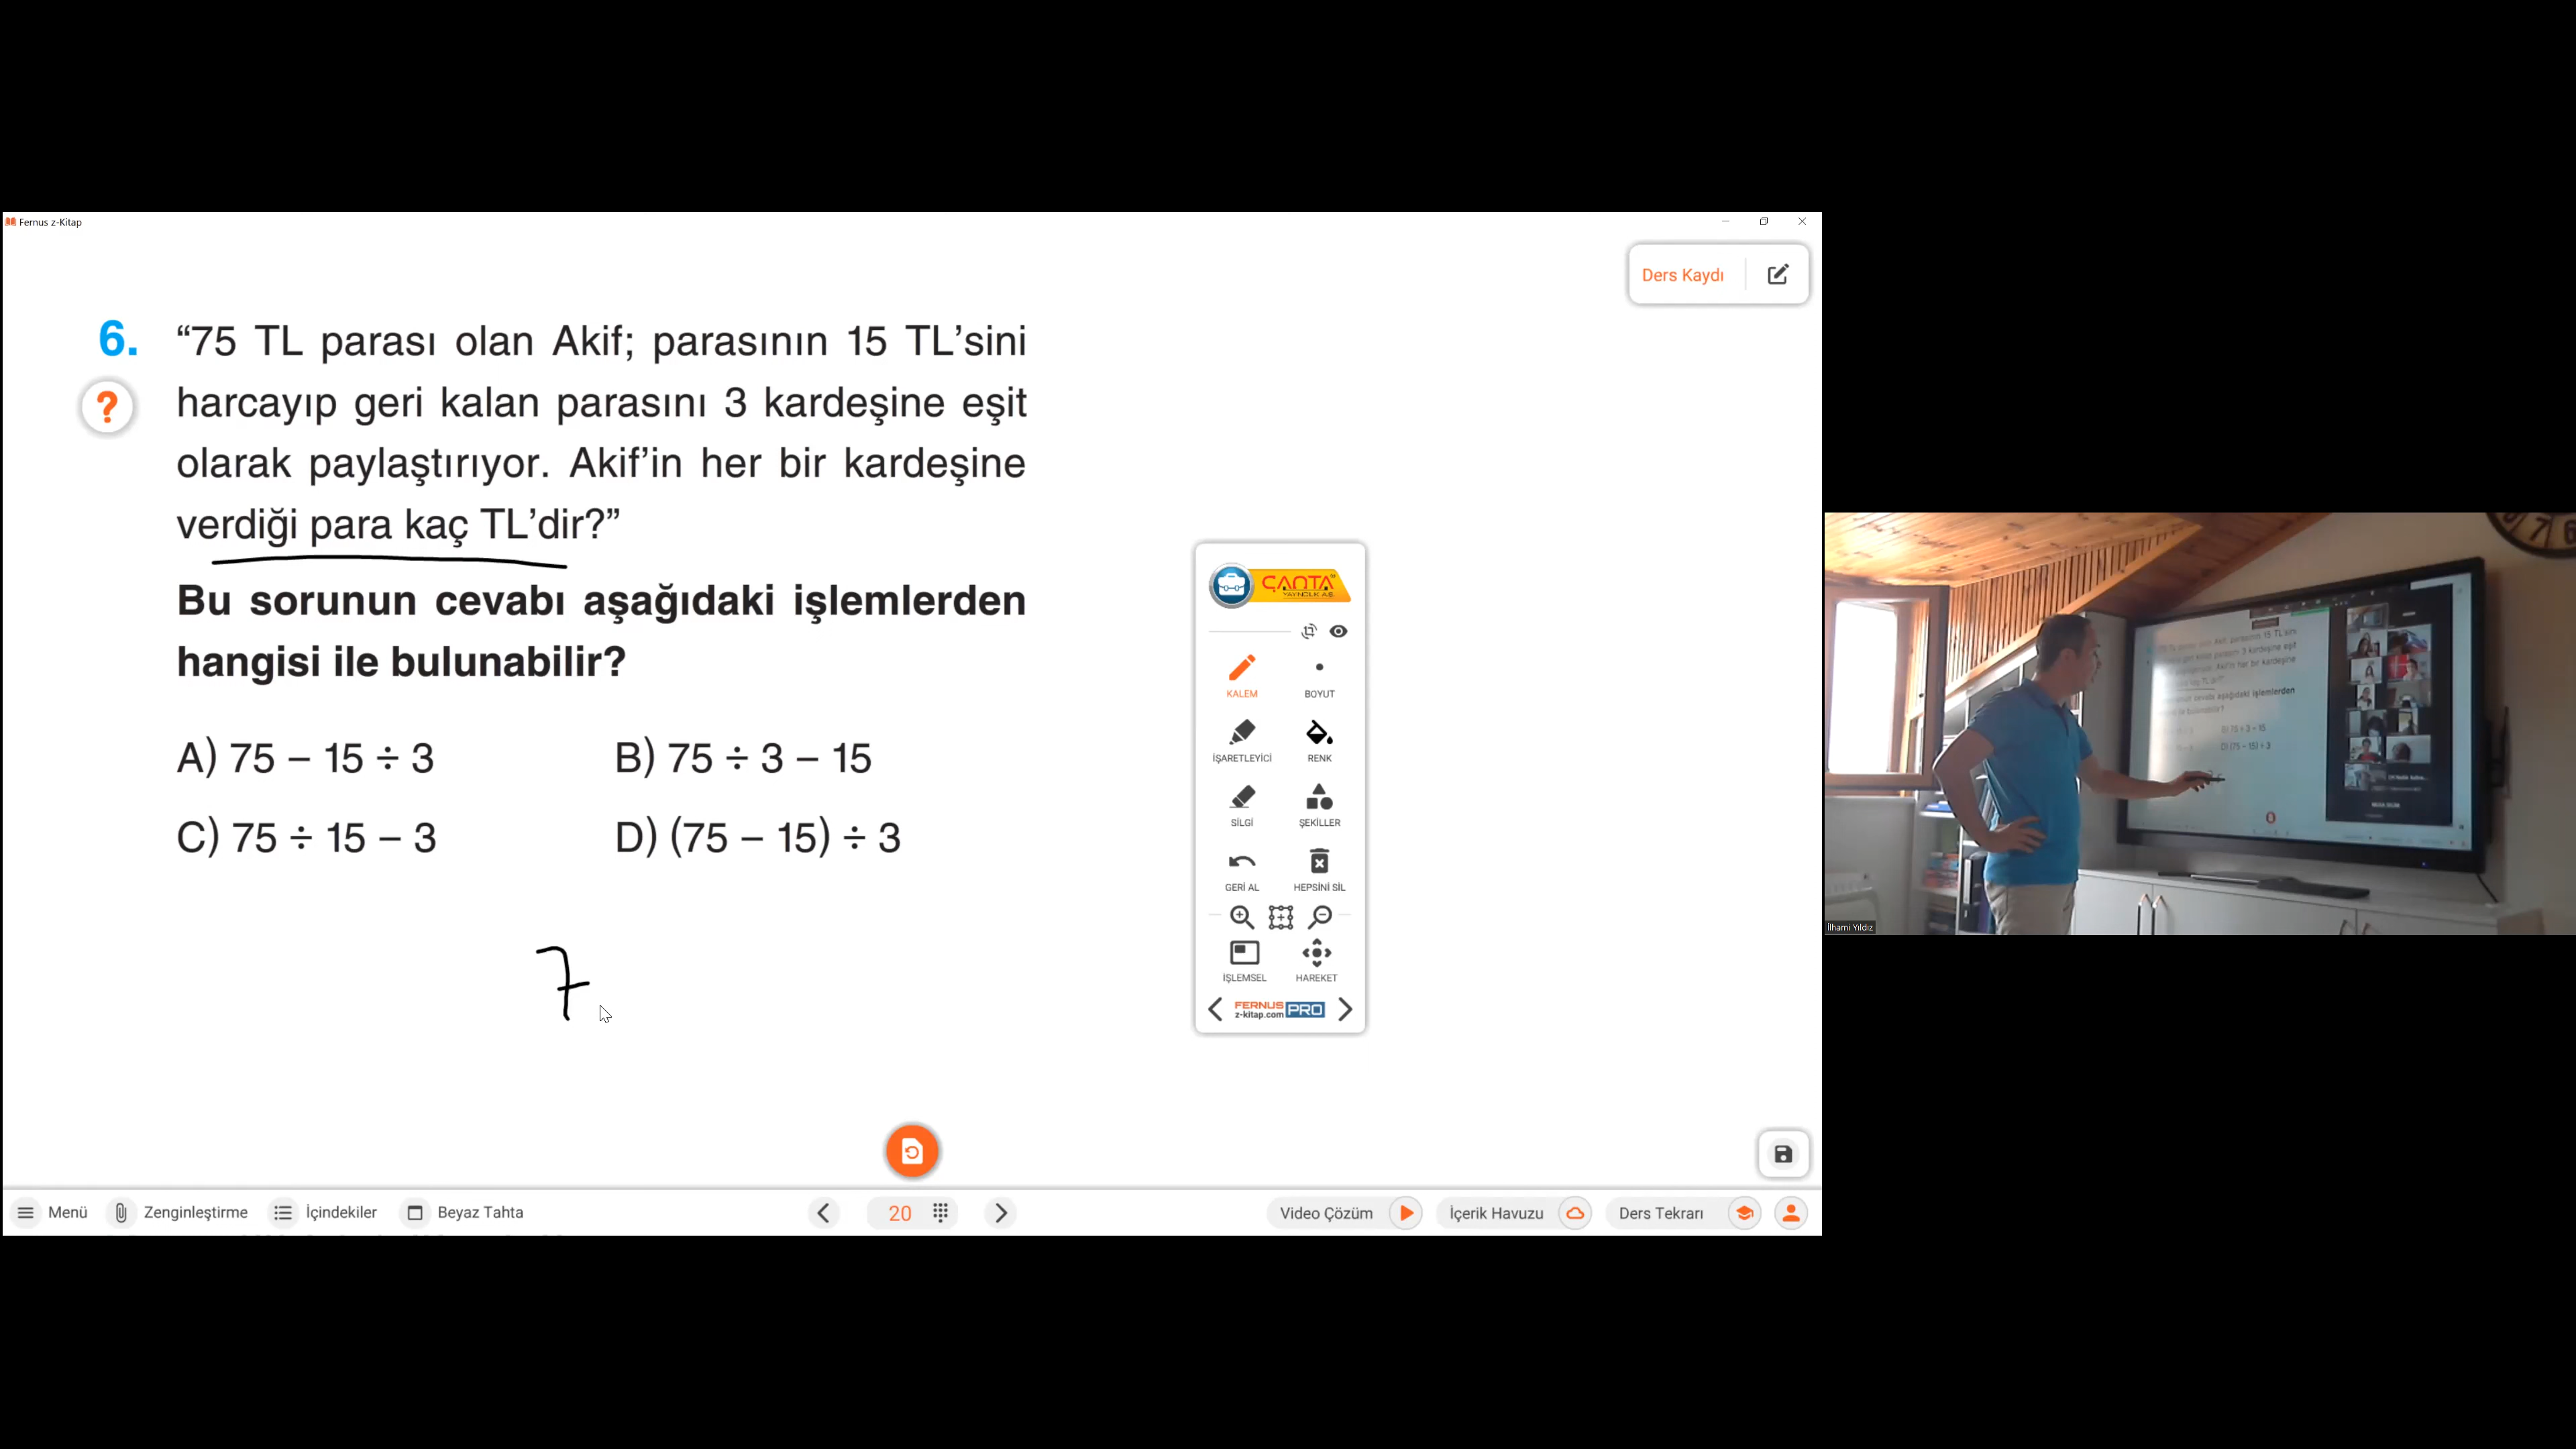 Fernus z-Kitap
Ders Kaydı
6. “75 TL parası olan Akif; parasının 15 TL’sini
harcayıp geri kalan parasını 3 kardeşine eşit
olarak paylaştırıyor. Akif’in her bir kardeşine
verdiği para kaç TL’dir?”
Bu sorunun cevabı aşağıdaki işlemlerden
hangisi ile bulunabilir?
A) 75 – 15 ÷ 3
B) 75 ÷ 3 – 15
C) 75 ÷ 15 – 3
D) (75 – 15) ÷ 3
7
?
ÇANTA
YAYINCILIK A.Ş.
KALEM
BOYUT
İŞARETLEYİCİ
RENK
SİLGİ
ŞEKİLLER
GERİ AL
HEPSİNİ SİL
İŞLEMSEL
HAREKET
FERNUS
z-kitap.com PRO
Menü
Zenginleştirme
İçindekiler
Beyaz Tahta
20
Video Çözüm
İçerik Havuzu
Ders Tekrarı
İlhami Yıldız